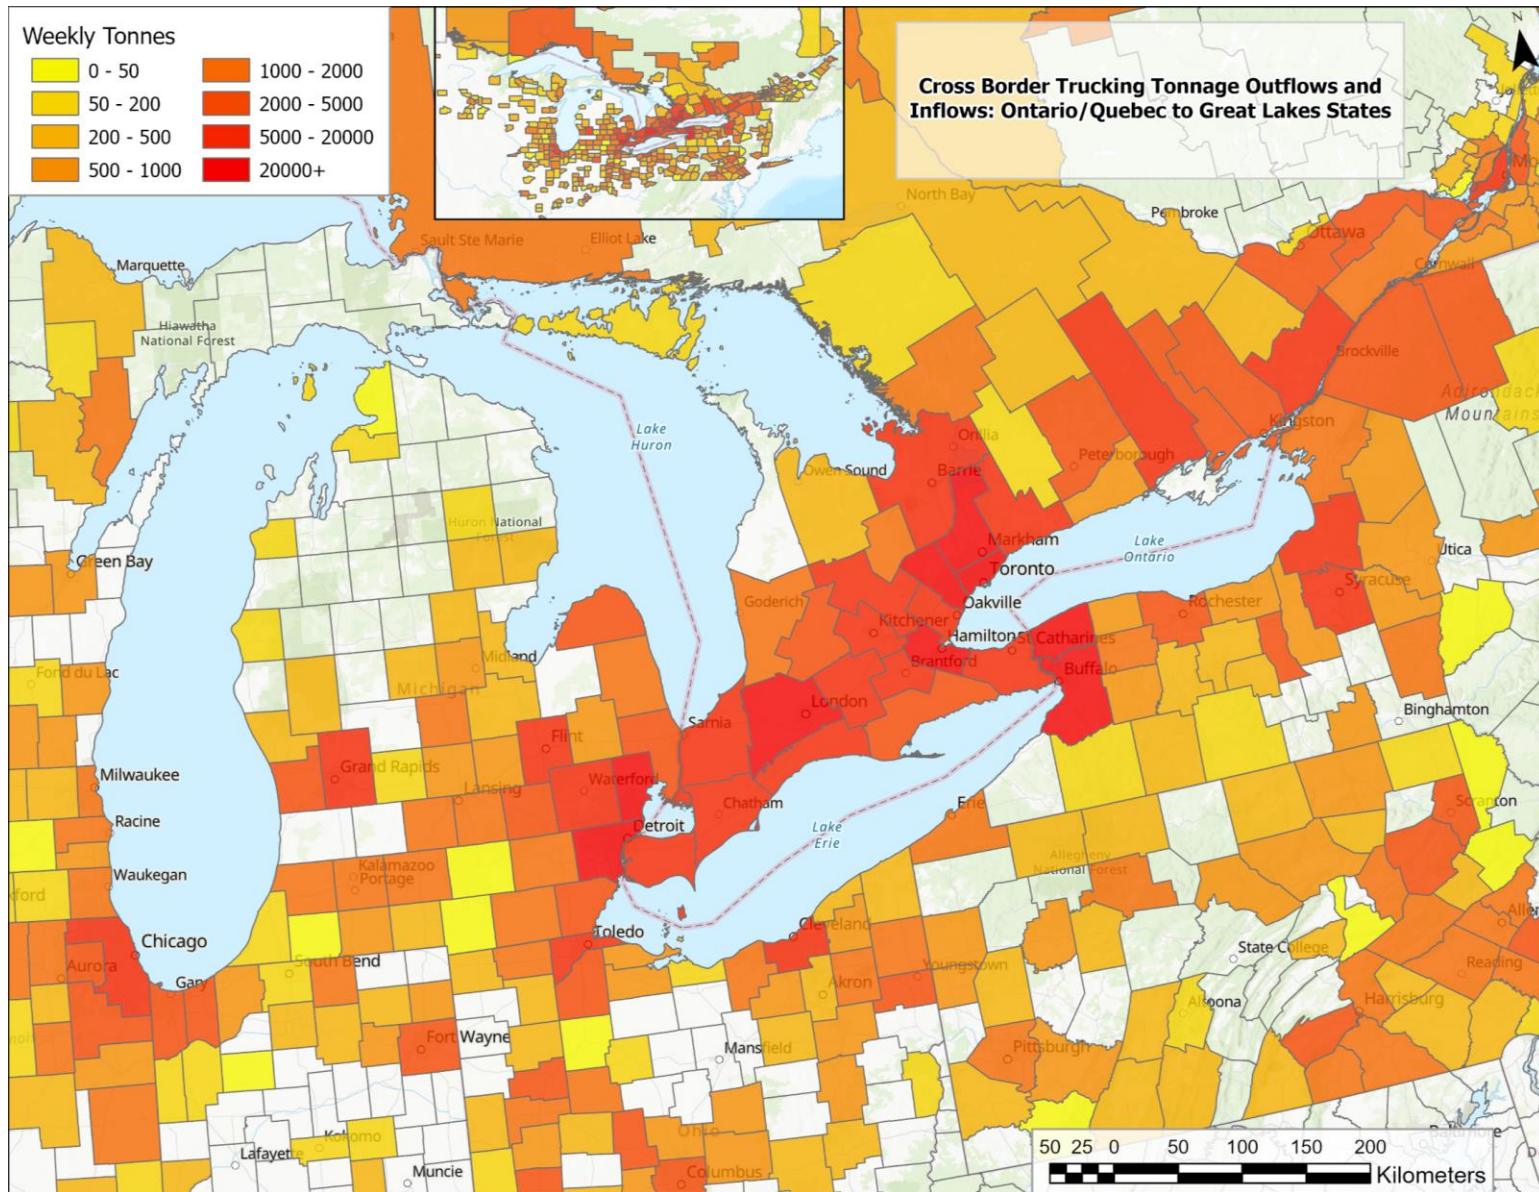 Weekly Tonnes
0 - 50
50 - 200
200 - 500
500 - 1000
1000 - 2000
2000 - 5000
5000 - 20000
20000+
Cross Border Trucking Tonnage Outflows and
Inflows: Ontario/Quebec to Great Lakes States
N
North Bay
Pembroke
Ottawa
Cornwall
Sault Ste Marie
Elliot Lake
Marquette
Hiawatha
National Forest
Brockville
Adirondack
Mountains
Kingston
Lake
Huron
Orillia
Owen Sound
Barrie
Peterborough
Huron National
Forest
Green Bay
Markham
Lake
Ontario
Utica
Toronto
Syracuse
Goderich
Oakville
Rochester
Kitchener
Hamilton
St Catharines
Midland
Brantford
Buffalo
Fond du Lac
Michigan
London
Binghamton
Sarnia
Flint
Milwaukee
Grand Rapids
Waterford
Lansing
Chatham
Erie
Scranton
Racine
Detroit
Lake
Erie
Allegheny
National Forest
Kalamazoo
Portage
Waukegan
Cleveland
Toledo
Chicago
State College
Aurora
South Bend
Youngstown
Reading
Gary
Akron
Altoona
Harrisburg
Fort Wayne
Mansfield
Pittsburgh
Kokomo
Ohio
Baltimore
Lafayette
Muncie
Columbus
50 25 0 50 100 150 200
Kilometers